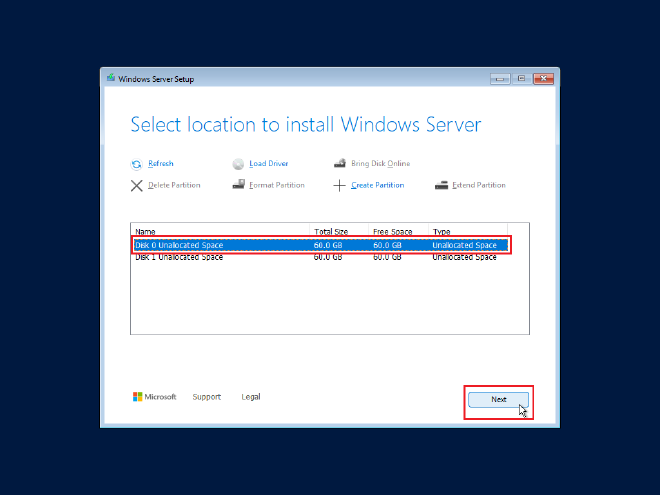 Windows Server Setup
Select location to install Windows Server
Refresh Load Driver Bring Disk Online
Delete Partition Format Partition Create Partition Extend Partition
Name Total Size Free Space Type
Disk 0 Unallocated Space 60.0 GB 60.0 GB Unallocated Space
Disk 1 Unallocated Space 60.0 GB 60.0 GB Unallocated Space
Microsoft Support Legal Next